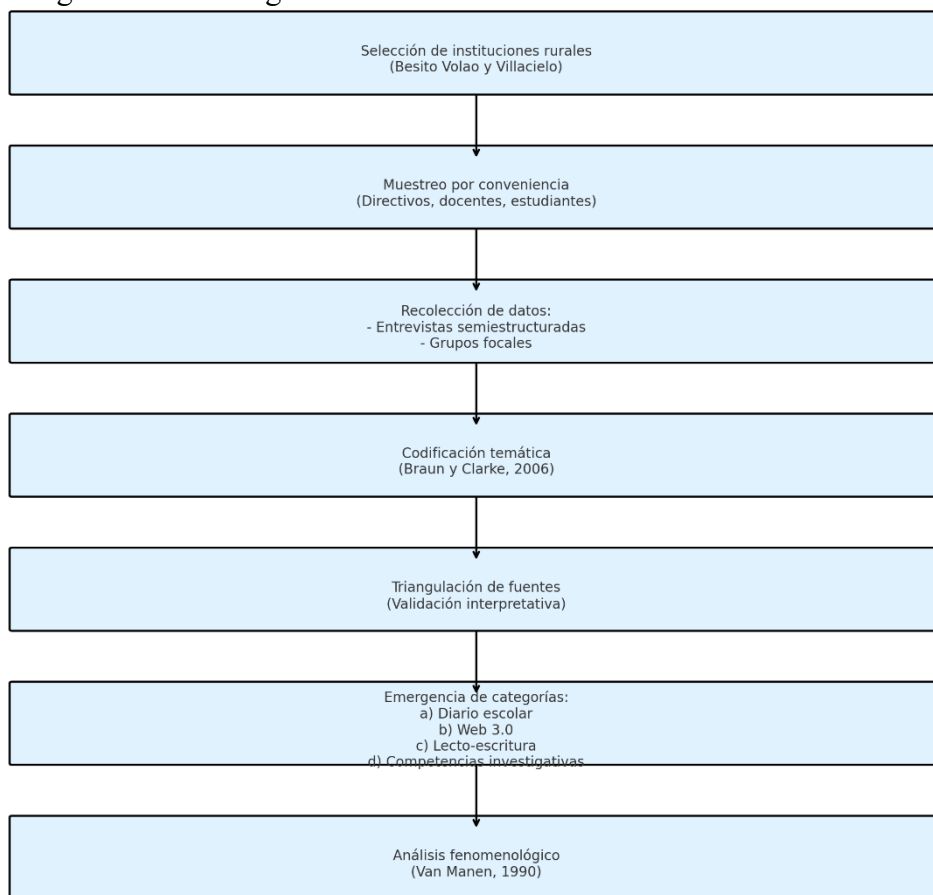 Selección de instituciones rurales
(Besito Volao y Villacielo)
Muestreo por conveniencia
(Directivos, docentes, estudiantes)
Recolección de datos:
- Entrevistas semiestructuradas
- Grupos focales
Codificación temática
(Braun y Clarke, 2006)
Triangulación de fuentes
(Validación interpretativa)
Emergencia de categorías:
a) Diario escolar
b) Web 3.0
c) Lecto-escritura
d) Competencias investigativas
Análisis fenomenológico
(Van Manen, 1990)